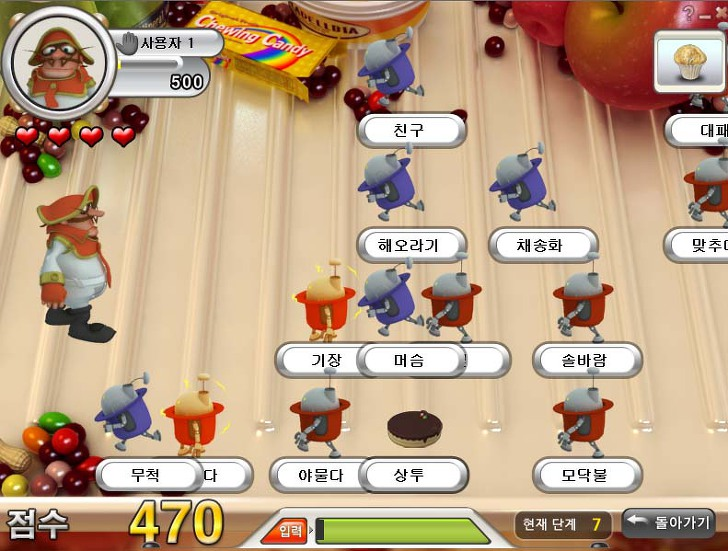 Chewing Candy
사용자 1
500
친구
대패
해오라기
채송화
맞추
기장
머슴
솔바람
무척
다
야물다
상투
모닥불
점수
470
입력
현재 단계 7
돌아가기